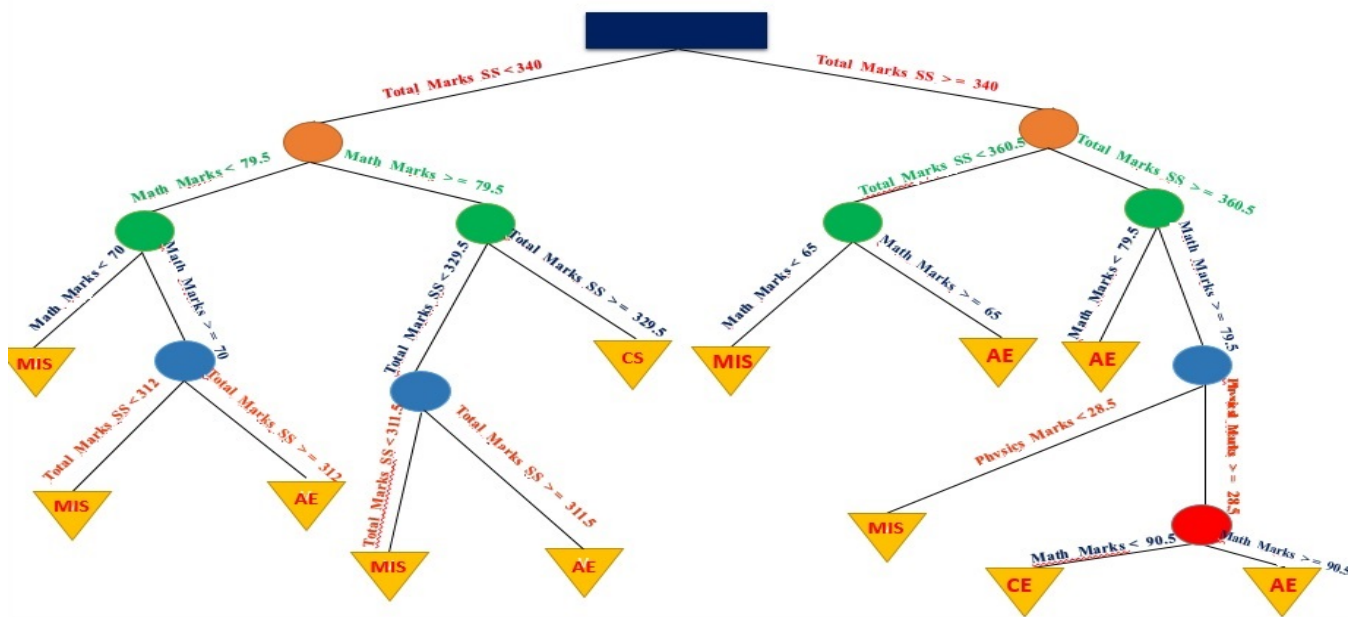 Total Marks SS <340
Total Marks SS >= 340
Math Marks < 79.5
Math Marks >= 79.5
Total Marks SS<360.5
Total Marks SS >= 360.5
Math Marks < 70
Math Marks >= 70
Total Marks SS <329.5
Total Marks SS >= 329.5
Math Marks < 65
Math Marks >= 65
Math Marks < 79.5
Math Marks >= 79.5
MIS
CS
MIS
AE
AE
Total Marks SS <312
Total Marks SS >= 312
Total Marks SS <311.5
Total Marks SS >= 311.5
Physics Marks <28.5
Physical Marks >= 28.5
MIS
AE
MIS
AE
MIS
Math Marks < 90.5
Math Marks >= 90.5
CE
AE